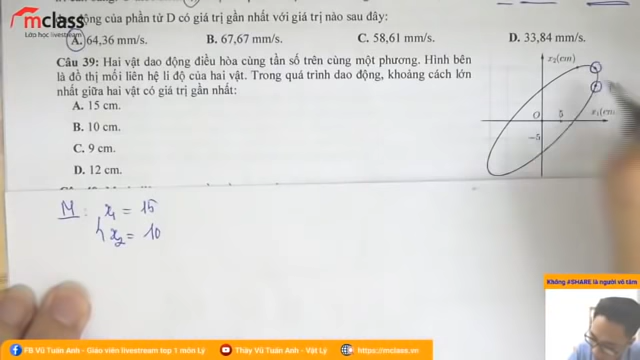 mclass
Lớp học livestream
động của phần tử D có giá trị gần nhất với giá trị nào sau đây:
A. 64,36 mm/s. B. 67,67 mm/s. C. 58,61 mm/s. D. 33,84 mm/s.
Câu 39: Hai vật dao động điều hòa cùng tần số trên cùng một phương. Hình bên
là đồ thị mối liên hệ li độ của hai vật. Trong quá trình dao động, khoảng cách lớn
nhất giữa hai vật có giá trị gần nhất:
A. 15 cm.
B. 10 cm.
C. 9 cm.
D. 12 cm.
x₂(cm)
O 5 x₁(cm)
−5
M : x₁ = 15
x₂ = 10
Không #SHARE là người vô tâm
FB Vũ Tuấn Anh - Giáo viên livestream top 1 môn Lý
Thầy Vũ Tuấn Anh - Vật Lý
https://mclass.vn